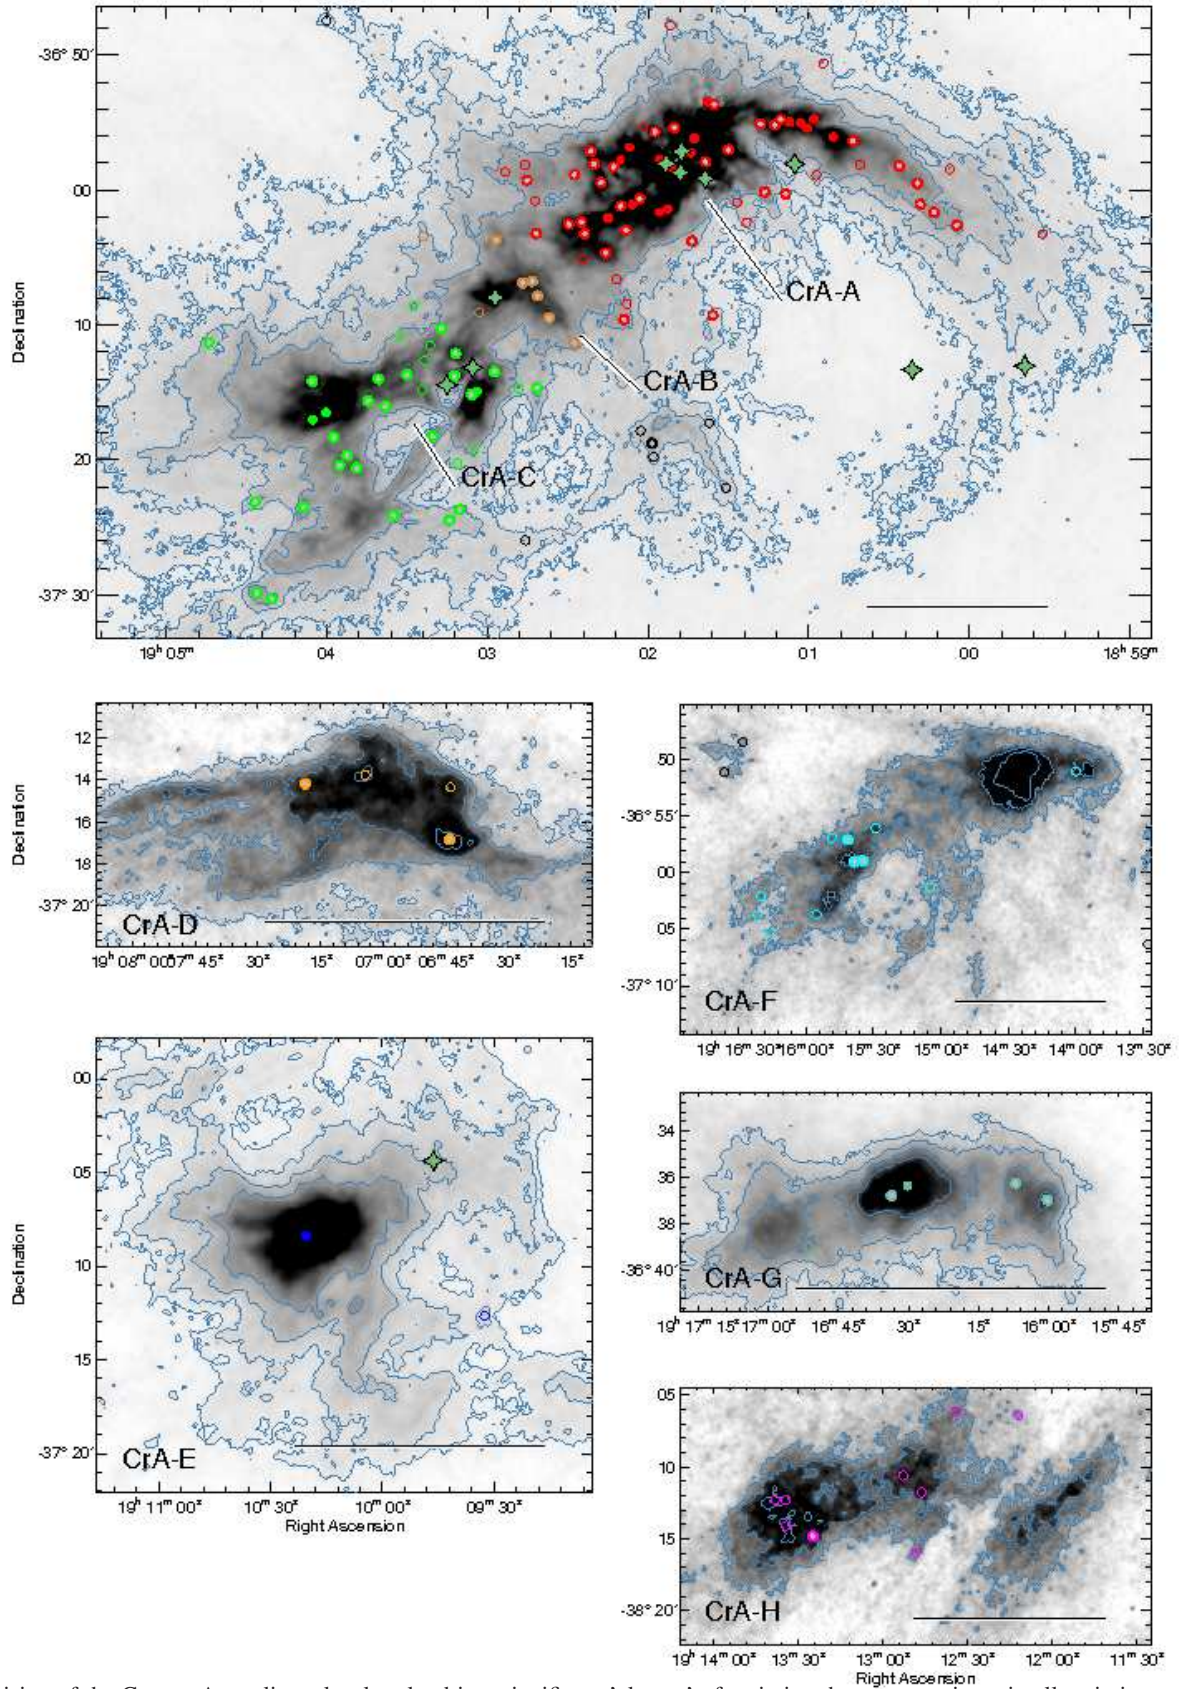 -36° 50′
00
10
20
-37° 30′
Declination
CrA-A
CrA-B
CrA-C
19ʰ 05ᵐ 04 03 02 01 00 18ʰ 59ᵐ
12
14
16
18
-37° 20′
Declination
CrA-D
19ʰ 08ᵐ 00ˢ 07ᵐ 45ˢ 30ˢ 15ˢ 07ᵐ 00ˢ 06ᵐ 45ˢ 30ˢ 15ˢ
50
-36° 55′
00
05
-37° 10′
CrA-F
19ʰ 16ᵐ 30ˢ 16ᵐ 00ˢ 15ᵐ 30ˢ 15ᵐ 00ˢ 14ᵐ 30ˢ 14ᵐ 00ˢ 13ᵐ 30ˢ
00
05
10
15
-37° 20′
Declination
CrA-E
19ʰ 11ᵐ 00ˢ 10ᵐ 30ˢ 10ᵐ 00ˢ 09ᵐ 30ˢ
Right Ascension
34
36
38
-36° 40′
CrA-G
19ʰ 17ᵐ 15ˢ 17ᵐ 00ˢ 16ᵐ 45ˢ 30ˢ 15ˢ 16ᵐ 00ˢ 15ᵐ 45ˢ
05
10
15
-38° 20′
CrA-H
19ʰ 14ᵐ 00ˢ 13ᵐ 30ˢ 13ᵐ 00ˢ 12ᵐ 30ˢ 12ᵐ 00ˢ 11ᵐ 30ˢ
Right Ascension